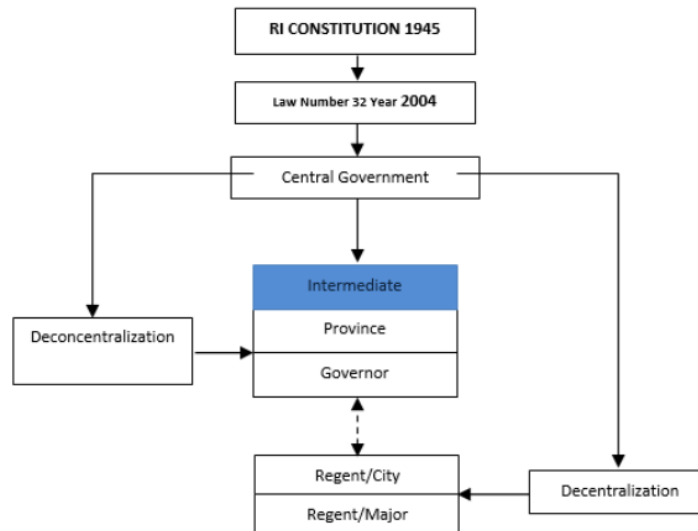 RI CONSTITUTION 1945
Law Number 32 Year 2004
Central Government
Intermediate
Deconcentralization
Province
Governor
Regent/City
Decentralization
Regent/Major